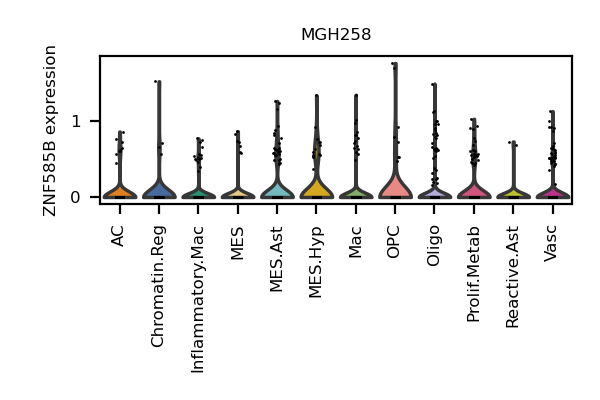 MGH258
ZNF585B expression
1
0
AC
Chromatin.Reg
Inflammatory.Mac
MES
MES.Ast
MES.Hyp
Mac
OPC
Oligo
Prolif.Metab
Reactive.Ast
Vasc